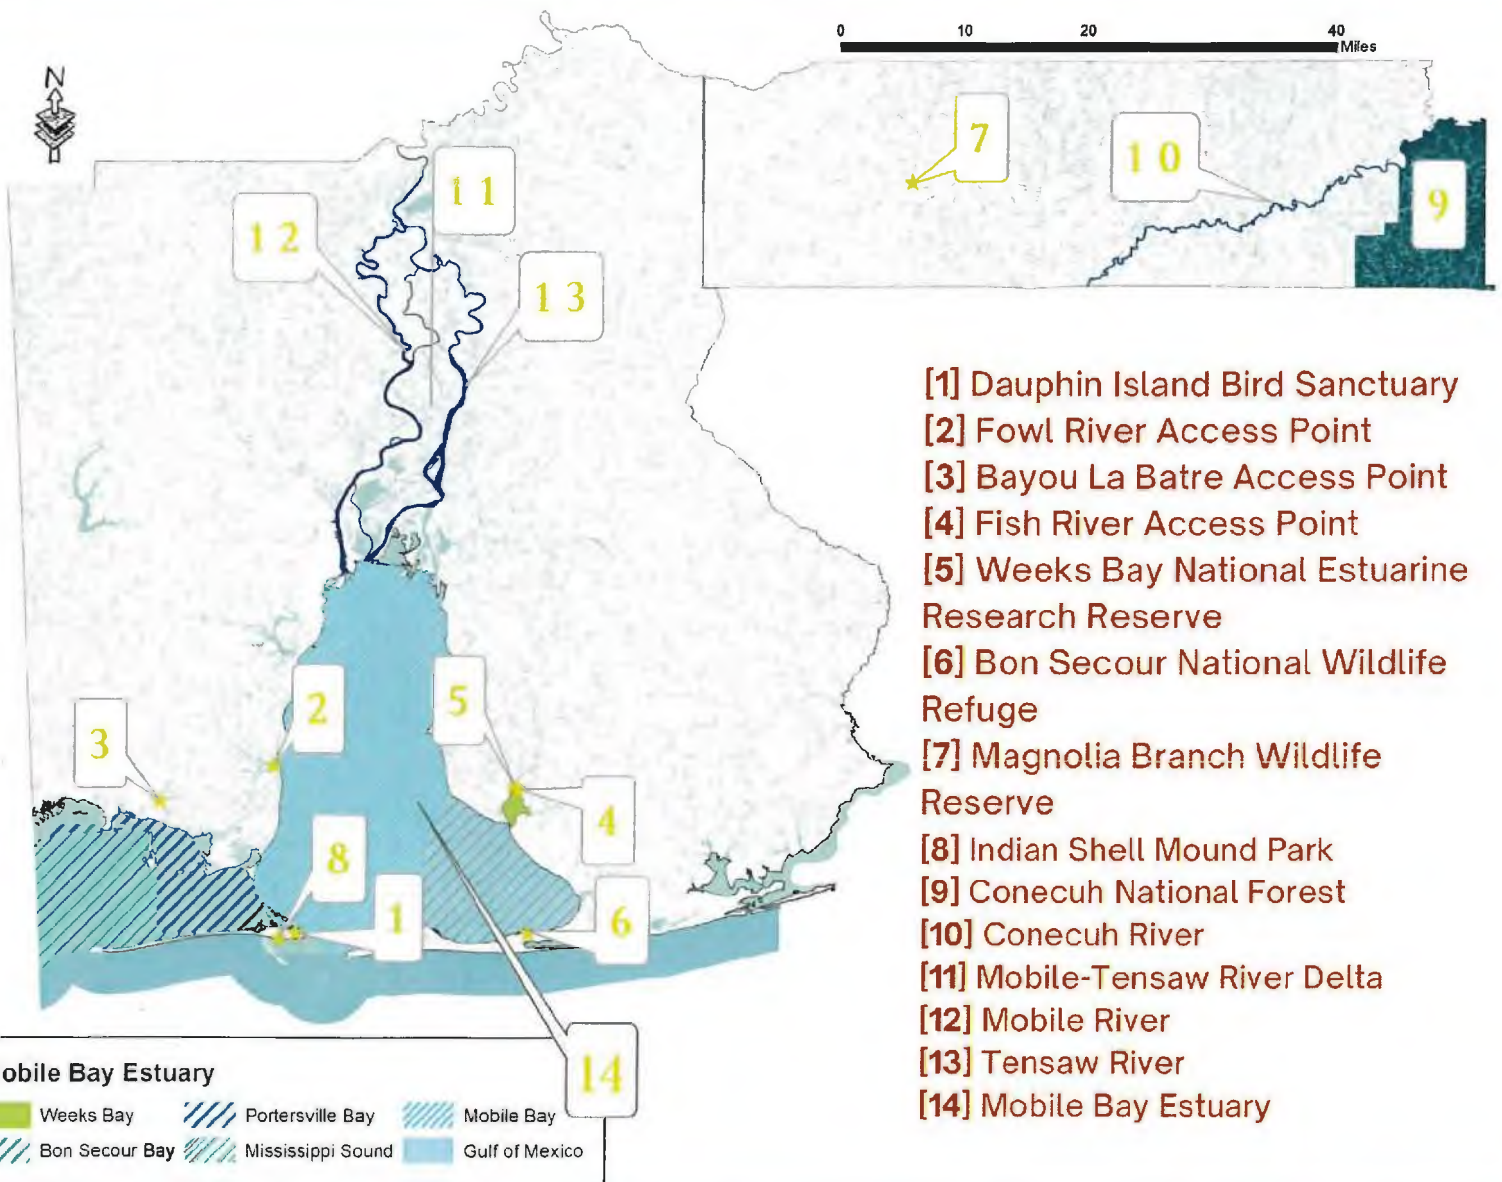 0 10 20 40
Miles
N
7
10
9
11
12
13
[1] Dauphin Island Bird Sanctuary
[2] Fowl River Access Point
[3] Bayou La Batre Access Point
[4] Fish River Access Point
[5] Weeks Bay National Estuarine
Research Reserve
[6] Bon Secour National Wildlife
Refuge
[7] Magnolia Branch Wildlife
Reserve
[8] Indian Shell Mound Park
[9] Conecuh National Forest
[10] Conecuh River
[11] Mobile-Tensaw River Delta
[12] Mobile River
[13] Tensaw River
[14] Mobile Bay Estuary
2
5
3
4
8
1
6
14
obile Bay Estuary
Weeks Bay
Portersville Bay
Mobile Bay
Bon Secour Bay
Mississippi Sound
Gulf of Mexico